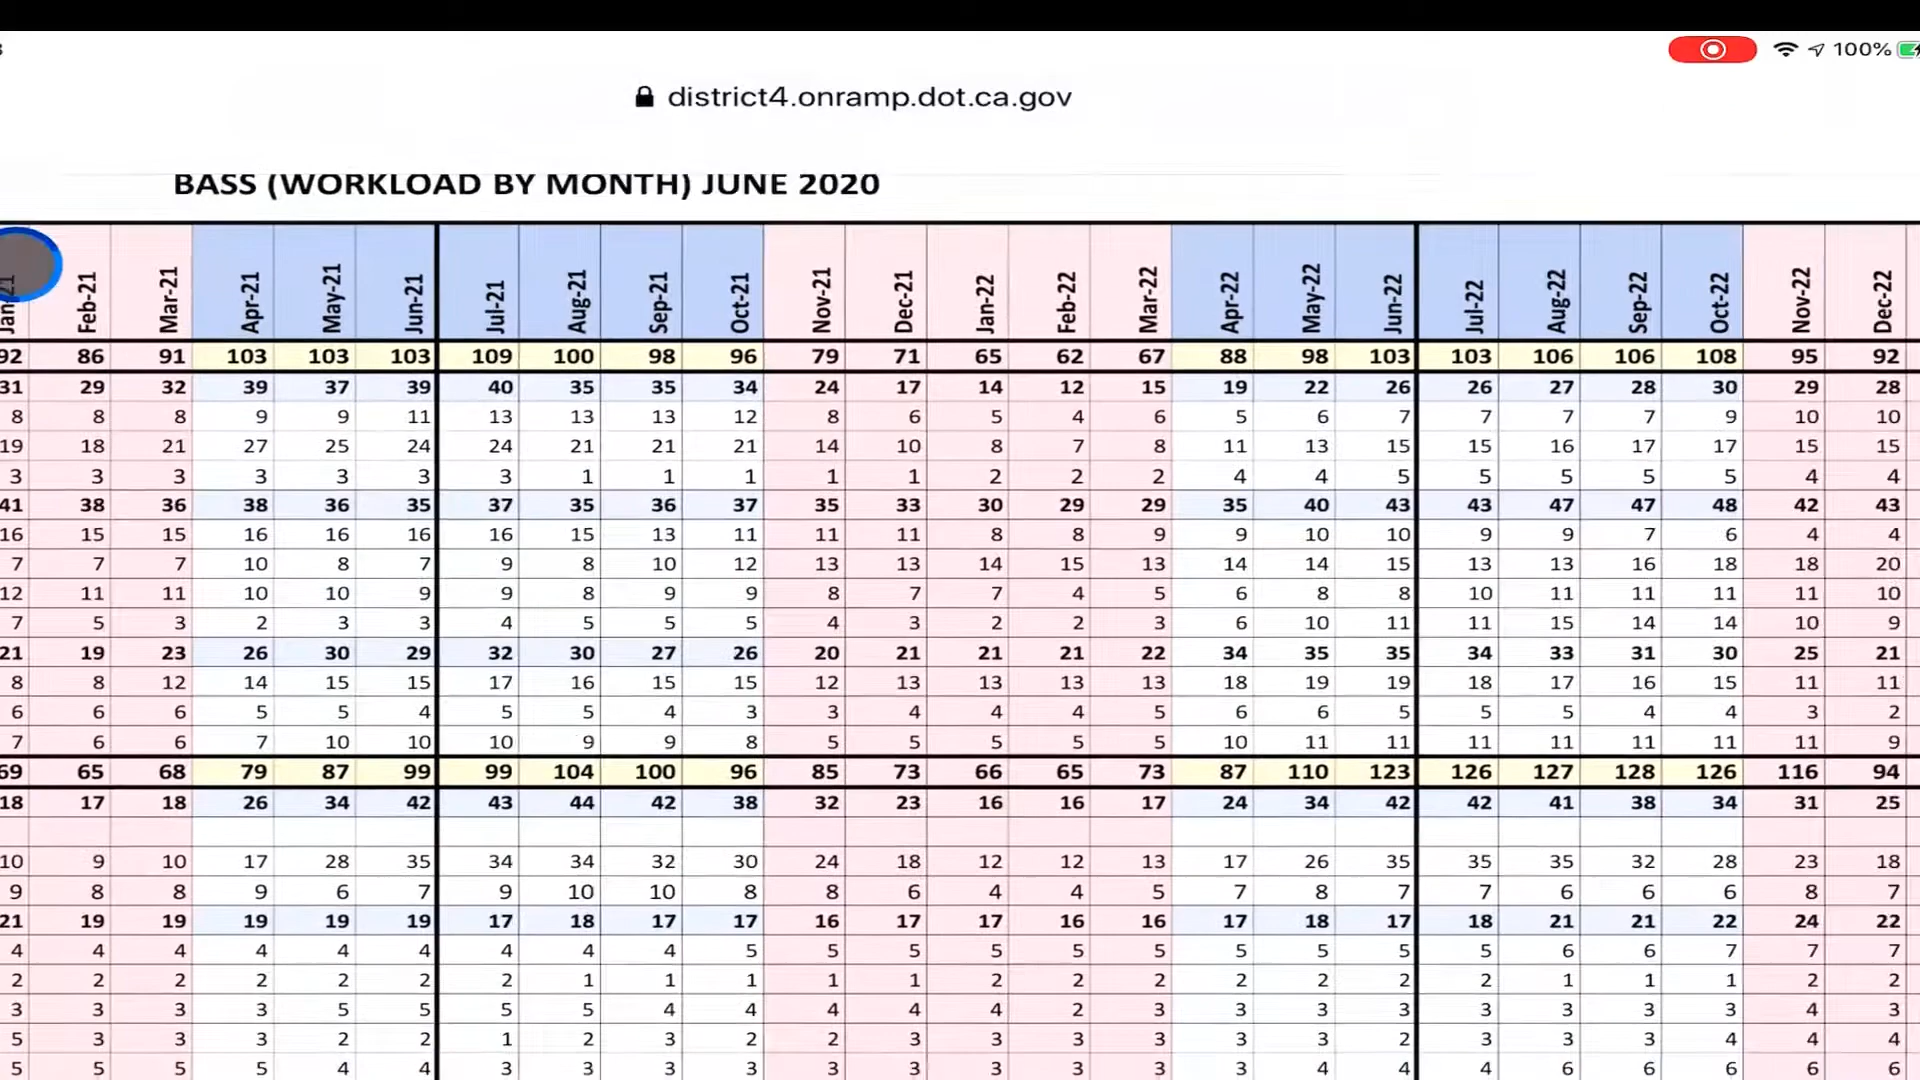 100%
district4.onramp.dot.ca.gov
BASS (WORKLOAD BY MONTH) JUNE 2020
Jan-21 Feb-21 Mar-21 Apr-21 May-21 Jun-21 Jul-21 Aug-21 Sep-21 Oct-21 Nov-21 Dec-21 Jan-22 Feb-22 Mar-22 Apr-22 May-22 Jun-22 Jul-22 Aug-22 Sep-22 Oct-22 Nov-22 Dec-22
92 86 91 103 103 103 109 100 98 96 79 71 65 62 67 88 98 103 103 106 106 108 95 92
31 29 32 39 37 39 40 35 35 34 24 17 14 12 15 19 22 26 26 27 28 30 29 28
8 8 8 9 9 11 13 13 13 12 8 6 5 4 6 5 6 7 7 7 7 9 10 10
19 18 21 27 25 24 24 21 21 21 14 10 8 7 8 11 13 15 15 16 17 17 15 15
3 3 3 3 3 3 3 1 1 1 1 1 2 2 2 4 4 5 5 5 5 5 4 4
41 38 36 38 36 35 37 35 36 37 35 33 30 29 29 35 40 43 43 47 47 48 42 43
16 15 15 16 16 16 16 15 13 11 11 11 8 8 9 9 10 10 9 9 7 6 4 4
7 7 7 10 8 7 9 8 10 12 13 13 14 15 13 14 14 15 13 13 16 18 18 20
12 11 11 10 10 9 9 8 9 9 8 7 7 4 5 6 8 8 10 11 11 11 11 10
7 5 3 2 3 3 4 5 5 5 4 3 2 2 3 6 10 11 11 15 14 14 10 9
21 19 23 26 30 29 32 30 27 26 20 21 21 21 22 34 35 35 34 33 31 30 25 21
8 8 12 14 15 15 17 16 15 15 12 13 13 13 13 18 19 19 18 17 16 15 11 11
6 6 6 5 5 4 5 5 4 3 3 4 4 4 5 6 6 5 5 5 4 4 3 2
7 6 6 7 10 10 10 9 9 8 5 5 5 5 5 10 11 11 11 11 11 11 11 9
69 65 68 79 87 99 99 104 100 96 85 73 66 65 73 87 110 123 126 127 128 126 116 94
18 17 18 26 34 42 43 44 42 38 32 23 16 16 17 24 34 42 42 41 38 34 31 25
10 9 10 17 28 35 34 34 32 30 24 18 12 12 13 17 26 35 35 35 32 28 23 18
9 8 8 9 6 7 9 10 10 8 8 6 4 4 5 7 8 7 7 6 6 6 8 7
21 19 19 19 19 19 17 18 17 17 16 17 17 16 16 17 18 17 18 21 21 22 24 22
4 4 4 4 4 4 4 4 4 5 5 5 5 5 5 5 5 5 5 6 6 7 7 7
2 2 2 2 2 2 2 1 1 1 1 1 2 2 2 2 2 2 2 1 1 1 2 2
3 3 3 3 5 5 5 5 4 4 4 4 4 2 3 3 3 3 3 3 3 3 4 3
5 3 3 3 2 2 1 2 3 2 2 3 3 3 3 3 3 2 3 3 3 4 4 4
5 5 5 5 4 4 3 3 3 3 3 3 3 3 3 3 4 4 4 6 6 6 6 6